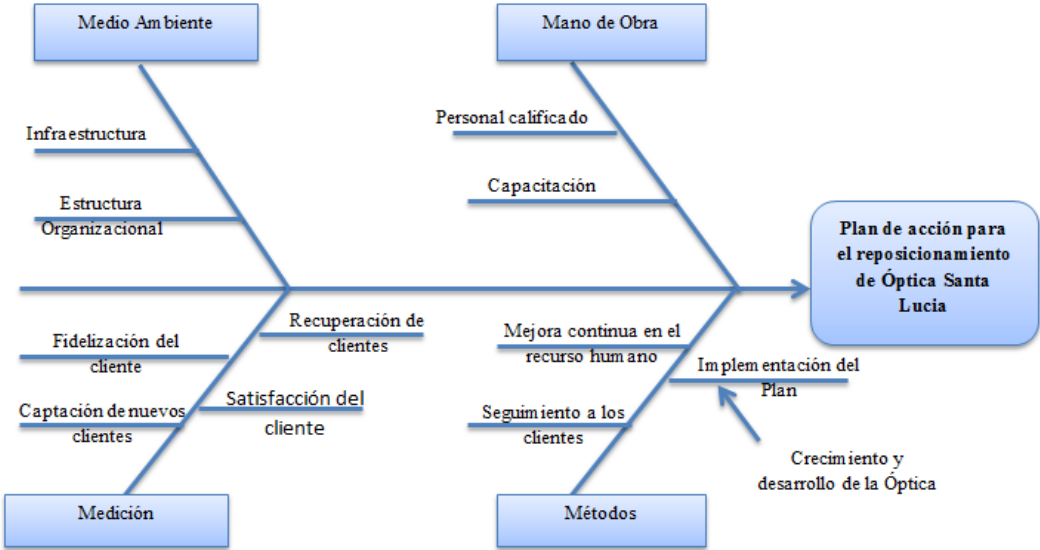 Medio Ambiente
Mano de Obra
Infraestructura
Estructura
Organizacional
Personal calificado
Capacitación
Plan de acción para
el reposicionamiento
de Óptica Santa
Lucia
Fidelización del
cliente
Recuperación de
clientes
Captación de nuevos
clientes
Satisfacción del
cliente
Mejora continua en el
recurso humano
Implementación del
Plan
Seguimiento a los
clientes
Crecimiento y
desarrollo de la Óptica
Medición
Métodos